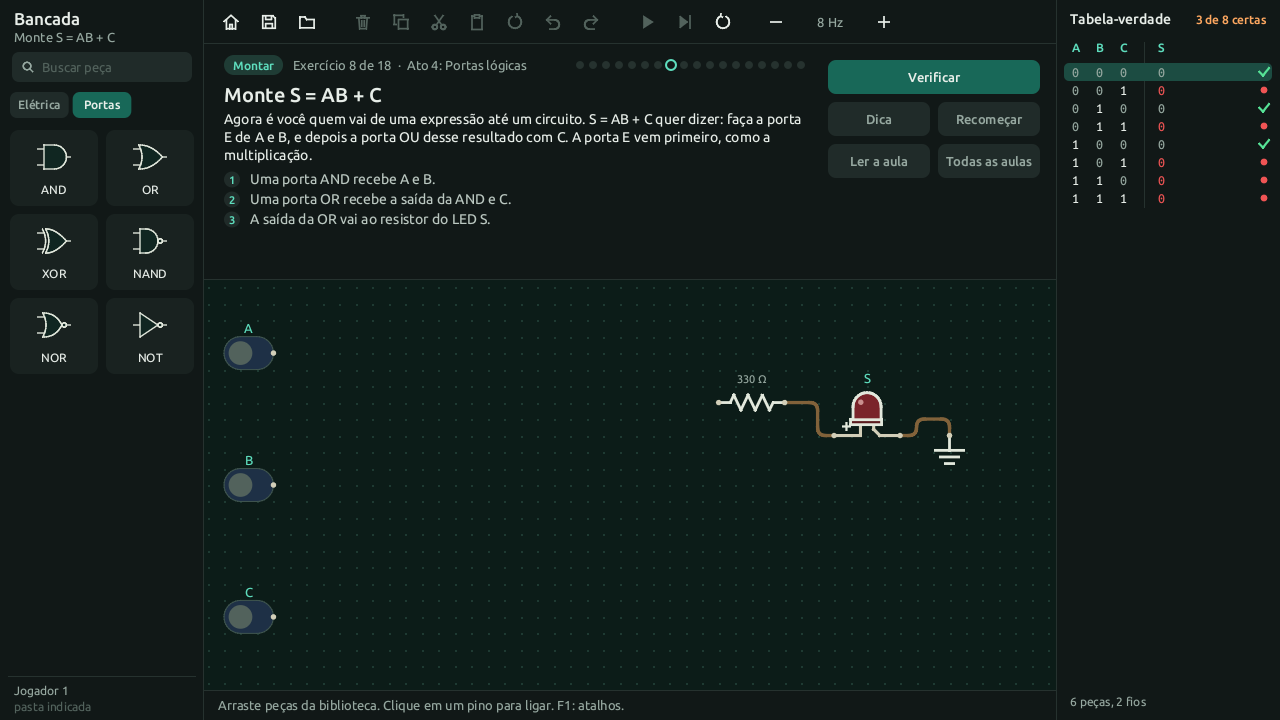 Bancada
Monte S = AB + C
Buscar peça
Elétrica
Portas
AND
OR
XOR
NAND
NOR
NOT
Jogador 1
pasta indicada
8 Hz
Montar
Exercício 8 de 18 · Ato 4: Portas lógicas
Monte S = AB + C
Agora é você quem vai de uma expressão até um circuito. S = AB + C quer dizer: faça a porta
E de A e B, e depois a porta OU desse resultado com C. A porta E vem primeiro, como a
multiplicação.
1 Uma porta AND recebe A e B.
2 Uma porta OR recebe a saída da AND e C.
3 A saída da OR vai ao resistor do LED S.
Verificar
Dica
Recomeçar
Ler a aula
Todas as aulas
A
B
C
330 Ω
S
+
Arraste peças da biblioteca. Clique em um pino para ligar. F1: atalhos.
Tabela-verdade
3 de 8 certas
A B C S
0 0 0 0
0 0 1 0
0 1 0 0
0 1 1 0
1 0 0 0
1 0 1 0
1 1 0 0
1 1 1 0
6 peças, 2 fios